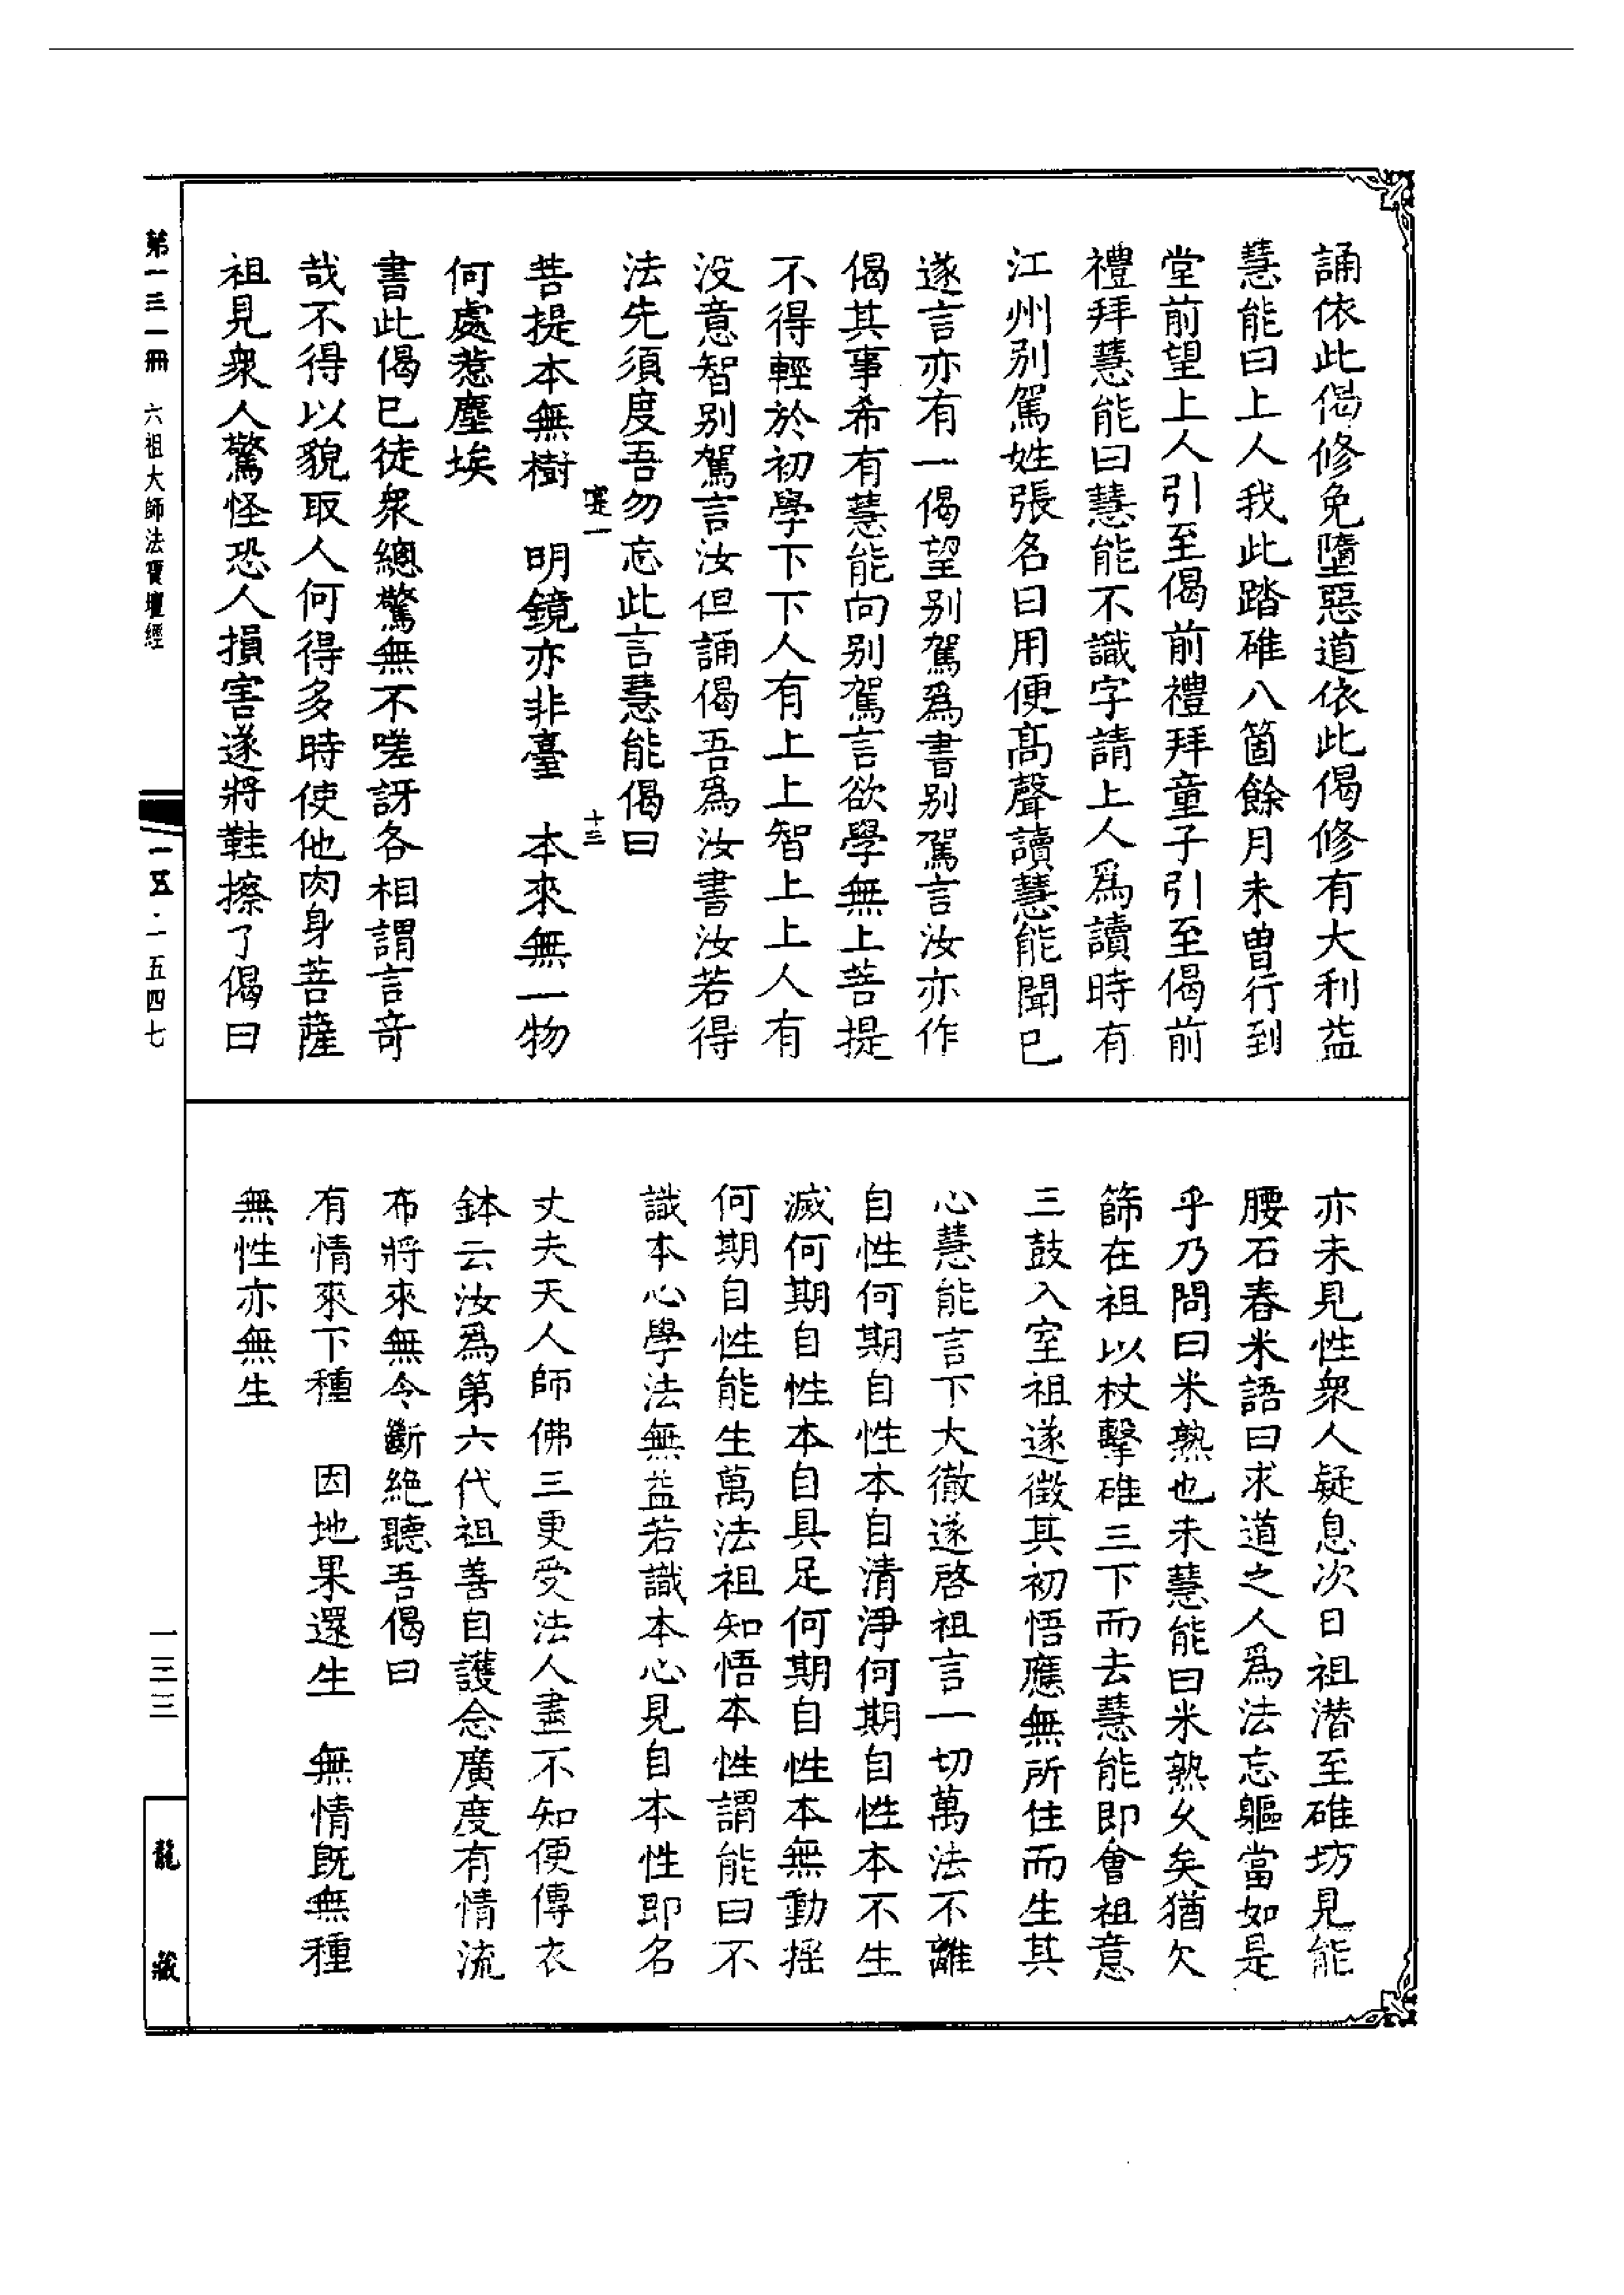 誦依此偈修免墮惡道依此偈修有大利益
慧能曰上人我此踏碓八箇餘月未曾行到
堂前望上人引至偈前禮拜童子引至偈前
禮拜慧能曰慧能不識字請上人爲讀時有
江州別駕姓張名日用便高聲讀慧能聞已
遂言亦有一偈望別駕爲書別駕言汝亦作
偈其事希有慧能向別駕言欲學無上菩提
不得輕於初學下下人有上上智上上人有
没意智別駕言汝但誦偈吾爲汝書汝若得
法先須度吾勿忘此言慧能偈曰
十三
菩提本無樹　明鏡亦非臺　本來無一物
何處惹塵埃
書此偈已徒衆總驚無不嗟訝各相謂言奇
哉不得以貌取人何得多時使他肉身菩薩
祖見衆人驚怪恐人損害遂將鞋擦了偈曰
亦未見性衆人疑息次日祖潛至碓坊見能
腰石舂米語曰求道之人爲法忘軀當如是
乎乃問曰米熟也未慧能曰米熟久矣猶欠
篩在祖以杖擊碓三下而去慧能即會祖意
三鼓入室祖遂徵其初悟應無所住而生其
心慧能言下大徹遂啓祖言一切萬法不離
自性何期自性本自清淨何期自性本不生
滅何期自性本自具足何期自性本無動搖
何期自性能生萬法祖知悟本性謂能曰不
識本心學法無益若識本心見自本性即名
丈夫天人師佛三更受法人盡不知便傳衣
鉢云汝爲第六代祖善自護念廣度有情流
布將來無令斷絶聽吾偈曰
有情來下種　因地果還生　無情既無種
無性亦無生
第一三一冊　六祖大師法寶壇經
一五·一五四七
一三三
龍藏